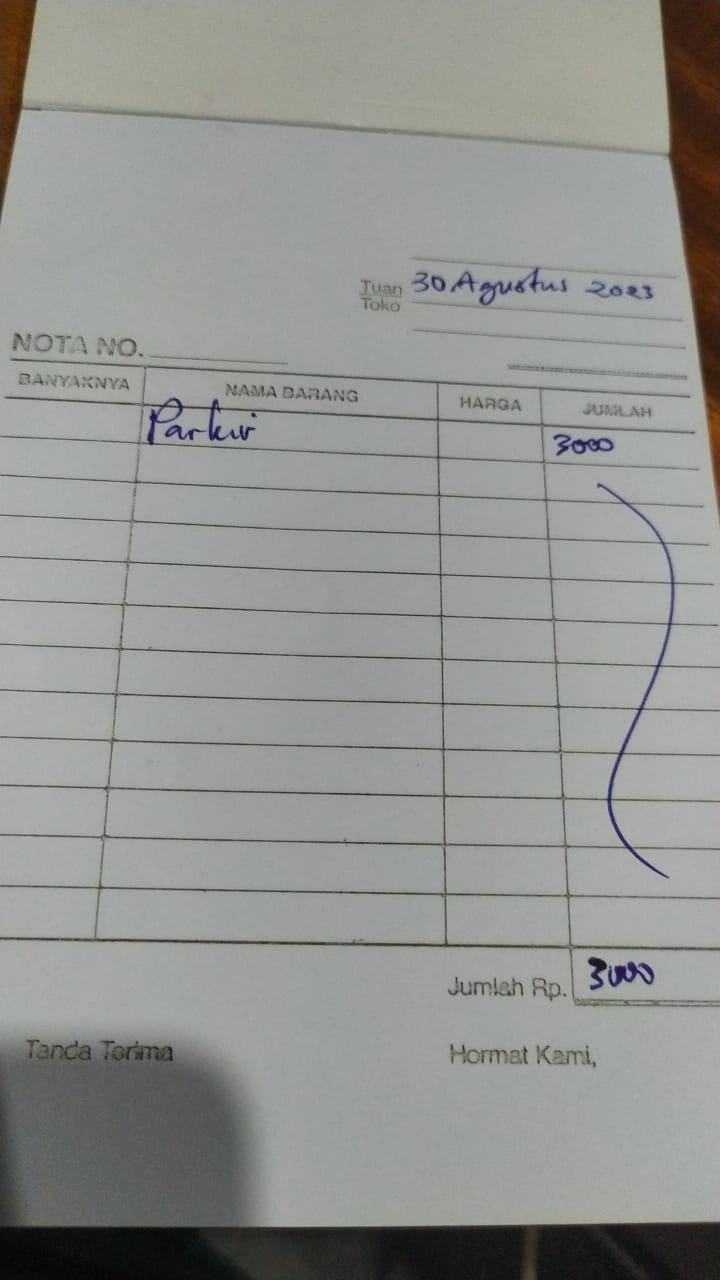 Tuan 30 Agustus 2023
Toko
NOTA NO.
BANYAKNYA NAMA BARANG HARGA JUMLAH
Parkir 3000
Jumlah Rp. 3000
Tanda Terima Hormat Kami,